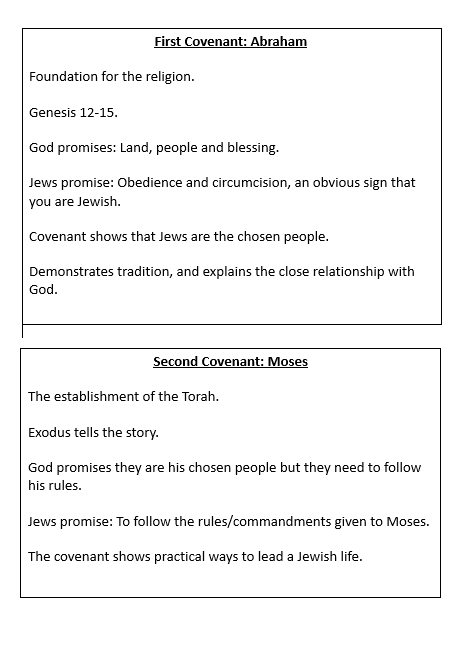 First Covenant: Abraham
Foundation for the religion.
Genesis 12-15.
God promises: Land, people and blessing.
Jews promise: Obedience and circumcision, an obvious sign that
you are Jewish.
Covenant shows that Jews are the chosen people.
Demonstrates tradition, and explains the close relationship with
God.
Second Covenant: Moses
The establishment of the Torah.
Exodus tells the story.
God promises they are his chosen people but they need to follow
his rules.
Jews promise: To follow the rules/commandments given to Moses.
The covenant shows practical ways to lead a Jewish life.